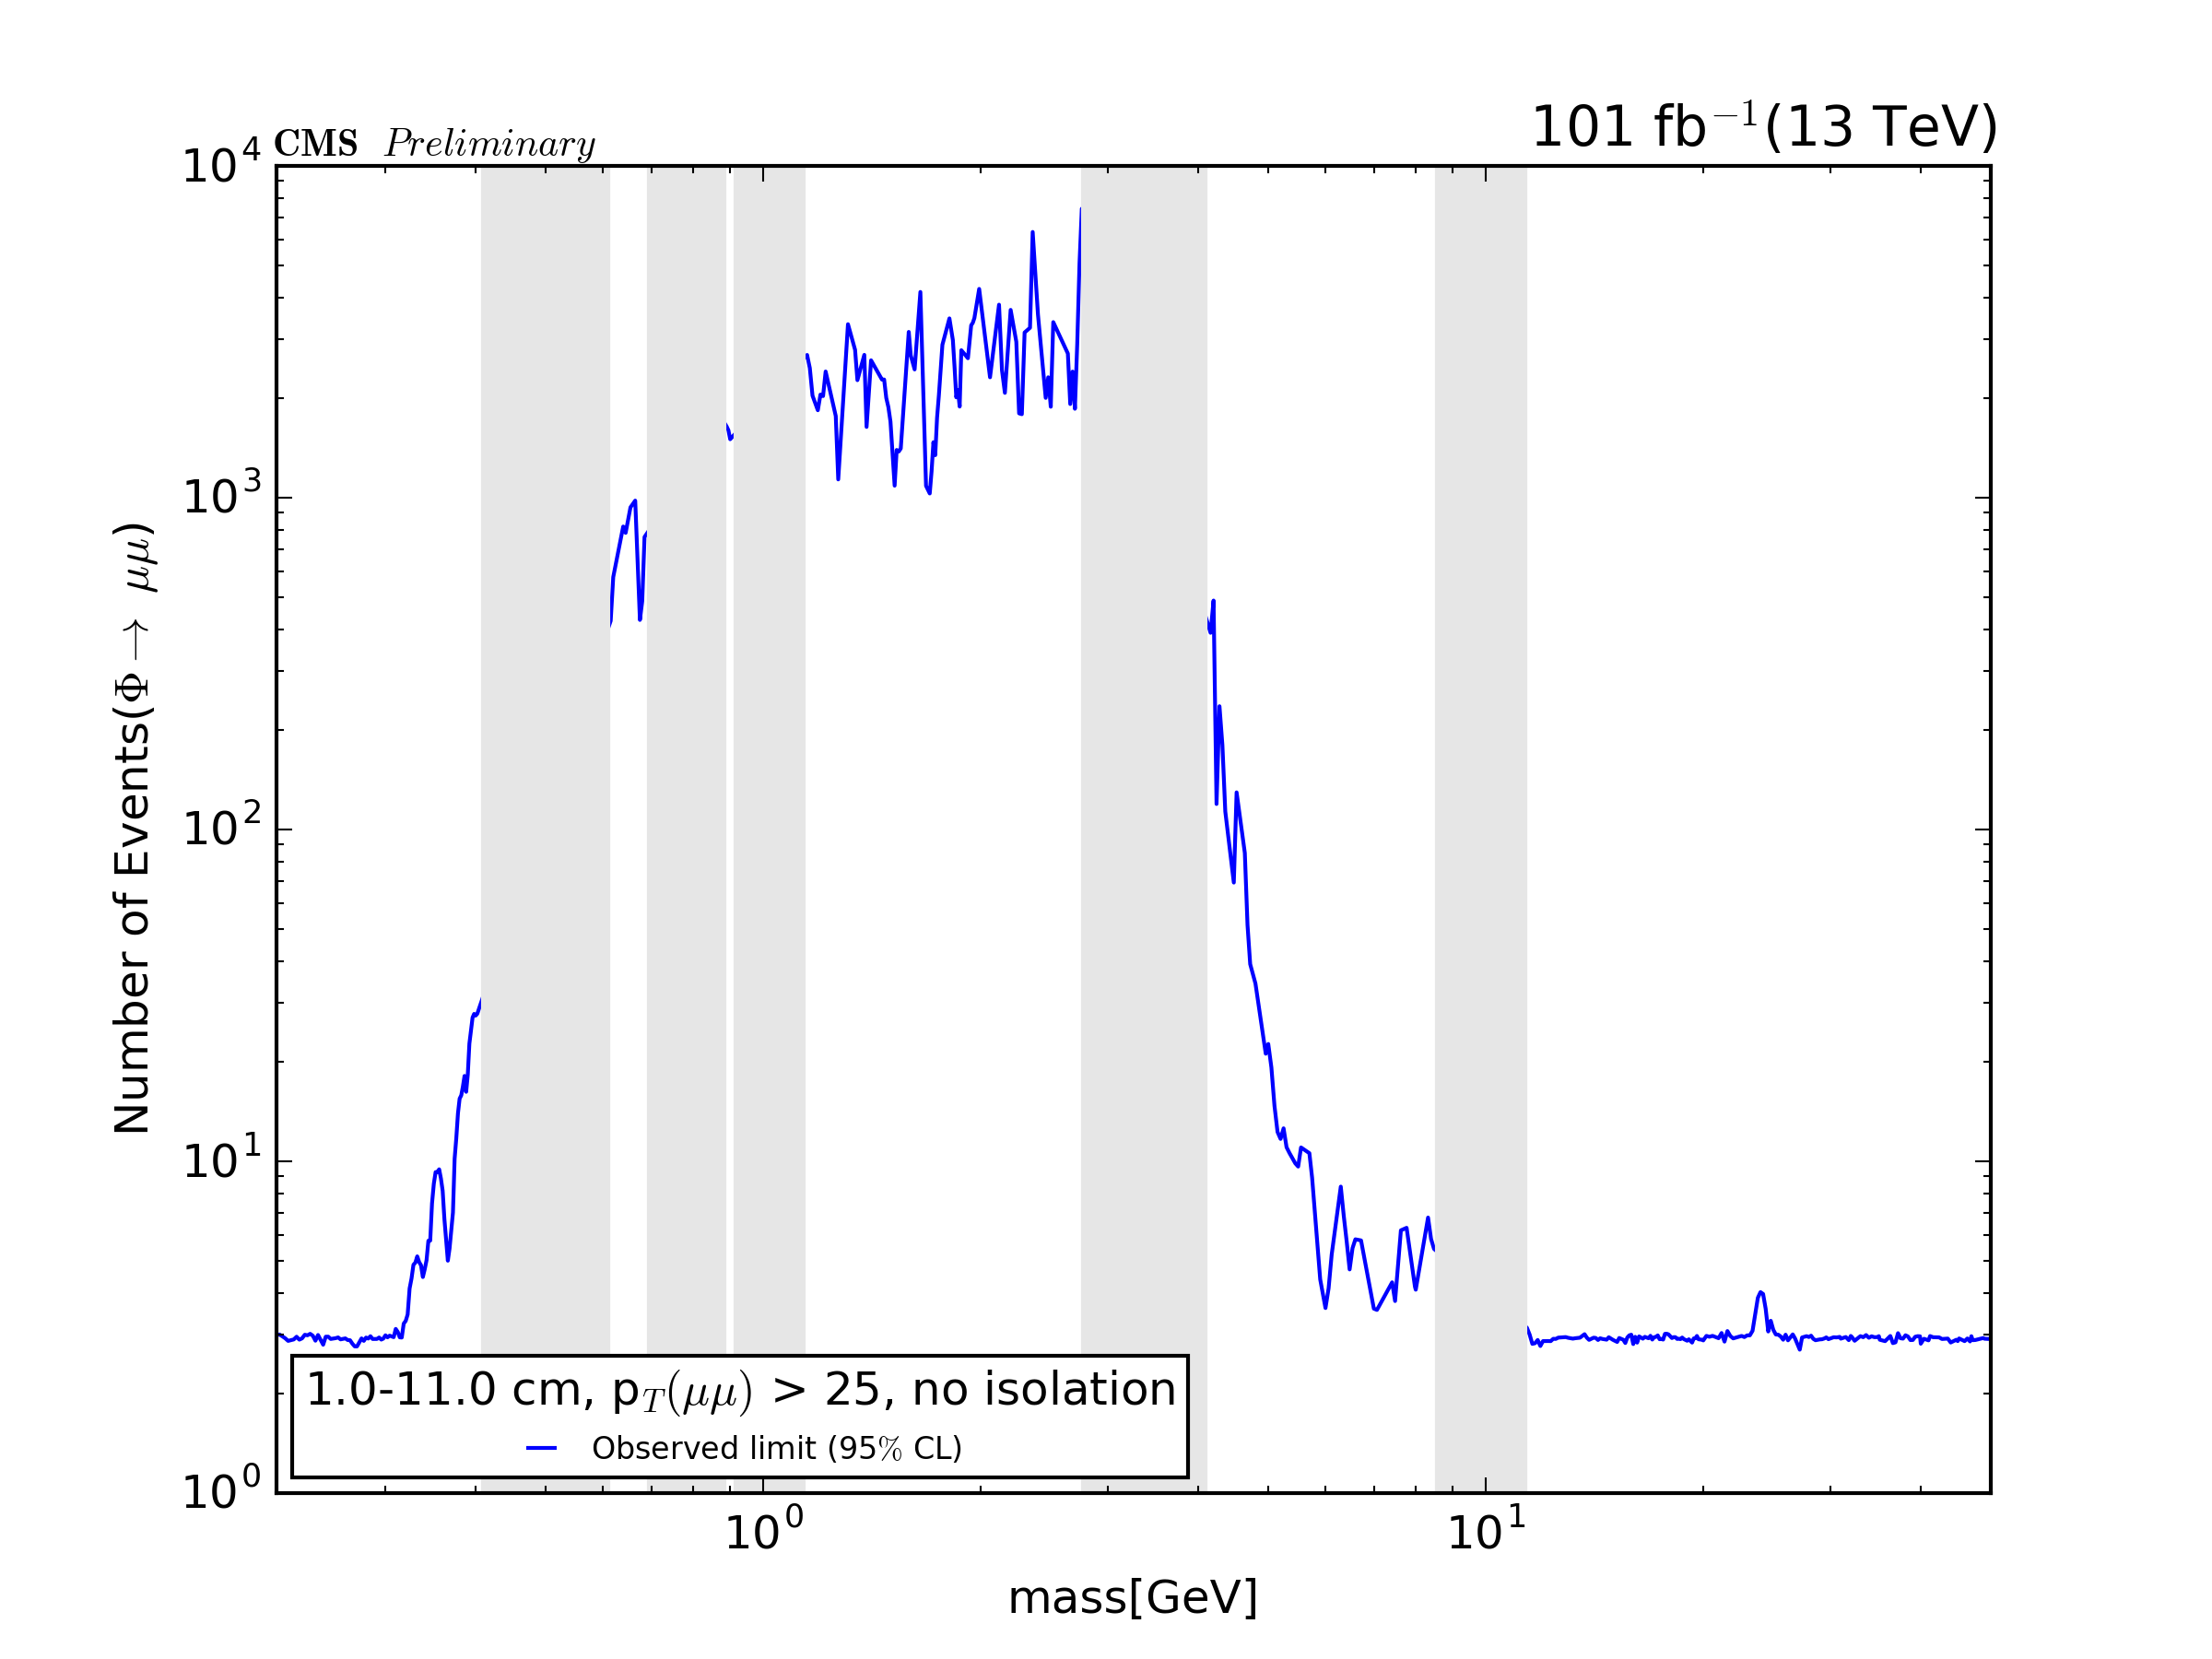 CMS Preliminary
101 fb⁻¹(13 TeV)
10⁴
10³
10²
10¹
10⁰
Number of Events(Φ → μμ)
1.0-11.0 cm, p_T(μμ) > 25, no isolation
Observed limit (95% CL)
10⁰ 10¹
mass[GeV]